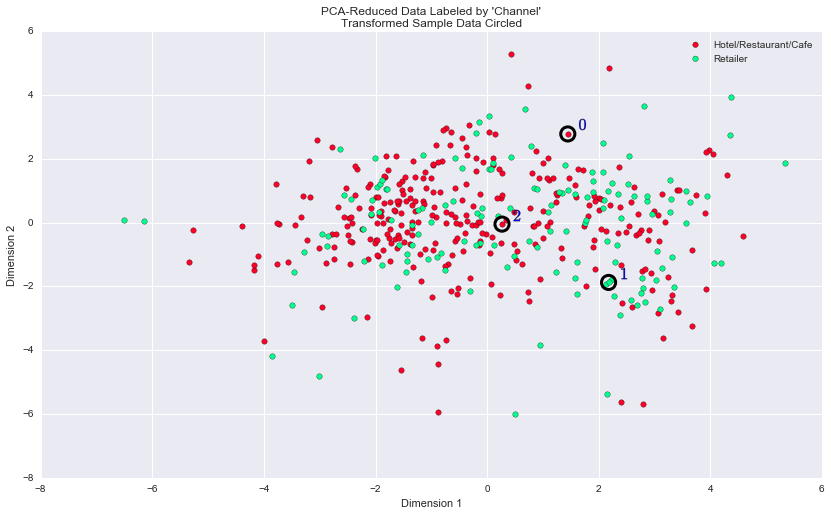 PCA-Reduced Data Labeled by 'Channel'
Transformed Sample Data Circled
Hotel/Restaurant/Cafe
Retailer
0
2
1
6
4
2
0
−2
−4
−6
−8
Dimension 2
−8 −6 −4 −2 0 2 4 6
Dimension 1